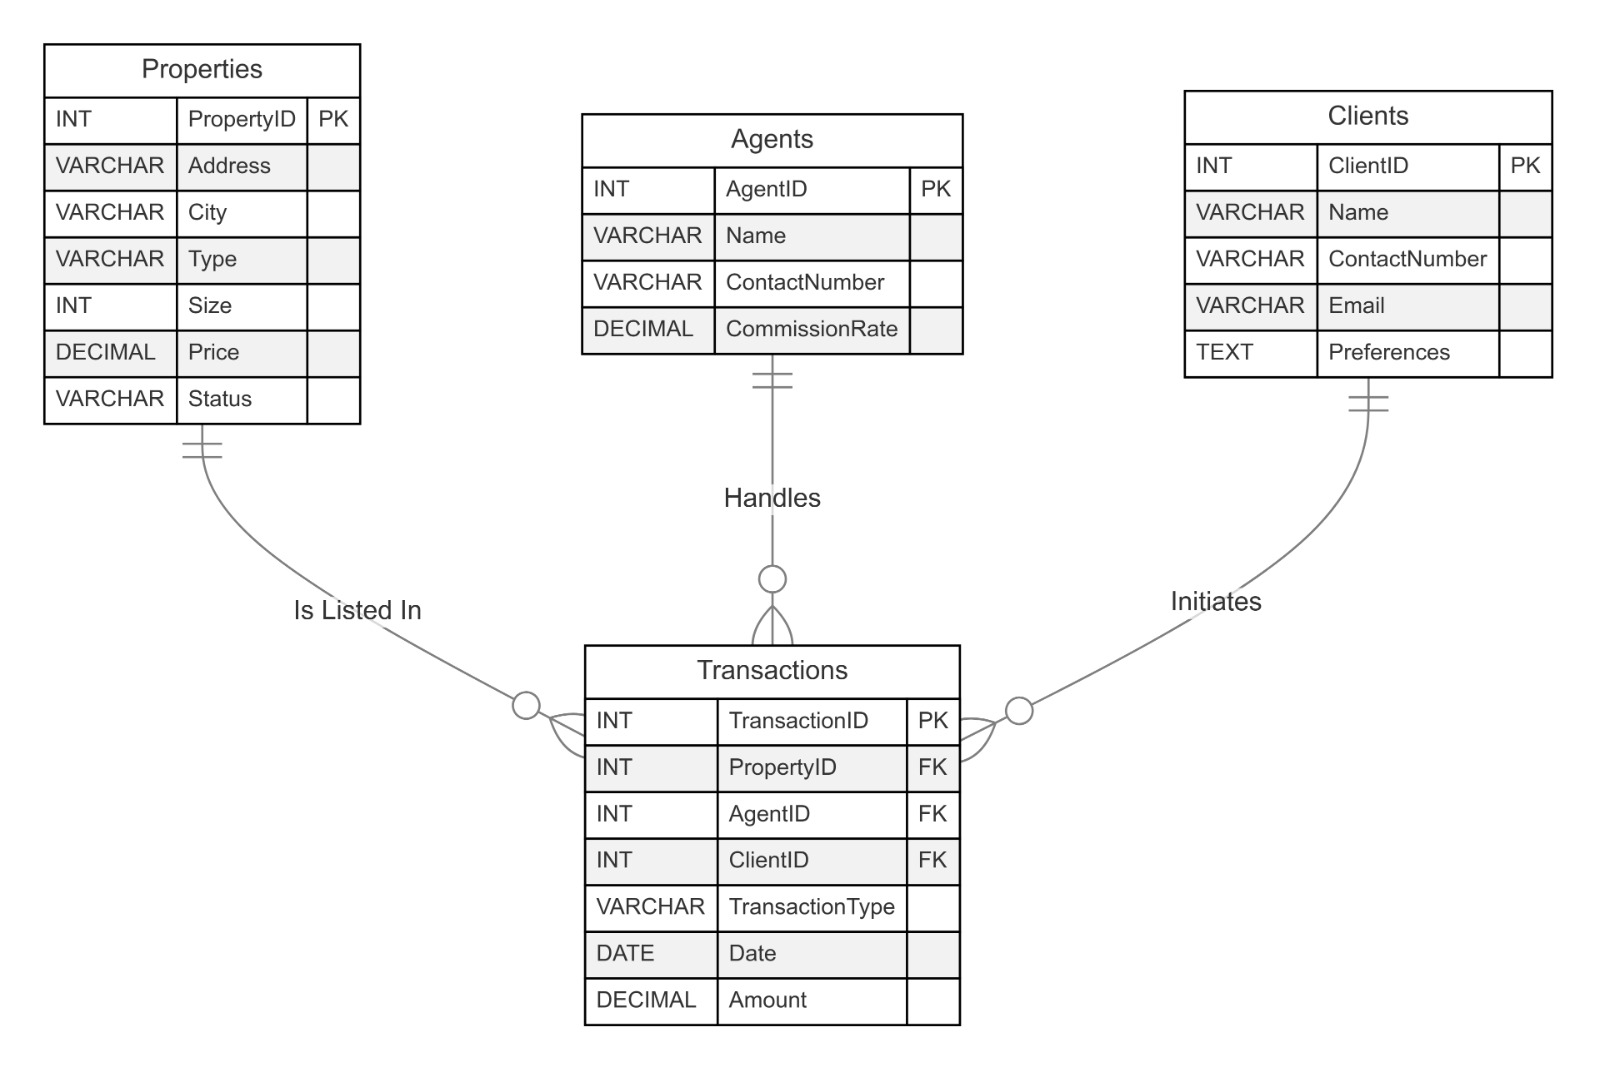 Properties
INT PropertyID PK
VARCHAR Address
VARCHAR City
VARCHAR Type
INT Size
DECIMAL Price
VARCHAR Status
Agents
INT AgentID PK
VARCHAR Name
VARCHAR ContactNumber
DECIMAL CommissionRate
Clients
INT ClientID PK
VARCHAR Name
VARCHAR ContactNumber
VARCHAR Email
TEXT Preferences
Is Listed In
Handles
Initiates
Transactions
INT TransactionID PK
INT PropertyID FK
INT AgentID FK
INT ClientID FK
VARCHAR TransactionType
DATE Date
DECIMAL Amount